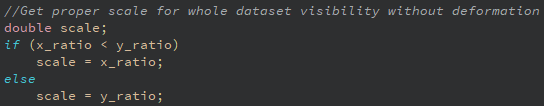 //Get proper scale for whole dataset visibility without deformation
double scale;
if (x_ratio < y_ratio)
    scale = x_ratio;
else
    scale = y_ratio;